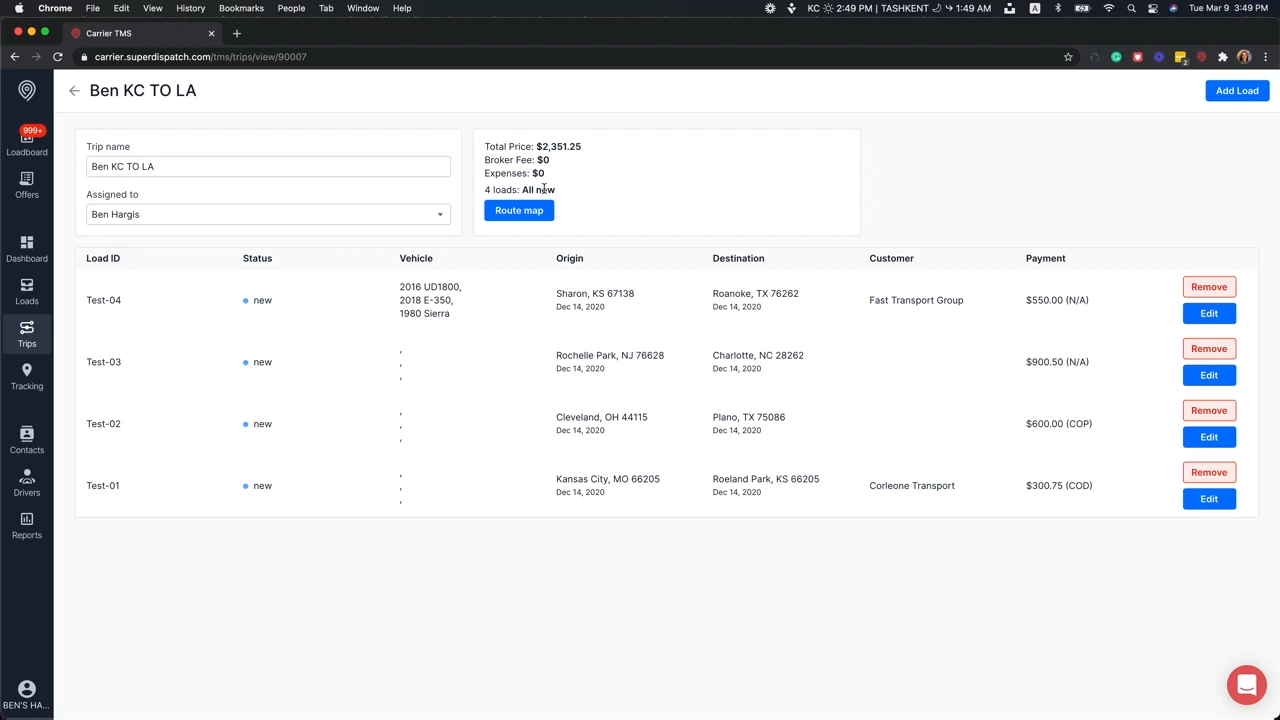 Chrome File Edit View History Bookmarks People Tab Window Help
KC 2:49 PM | TASHKENT → 1:49 AM
A
Tue Mar 9 3:49 PM
Carrier TMS
carrier.superdispatch.com/tms/trips/view/90007
2
Ben KC TO LA
Add Load
999+
Loadboard
Offers
Dashboard
Loads
Trips
Tracking
Contacts
Drivers
Reports
BEN'S HA...
Trip name
Ben KC TO LA
Assigned to
Ben Hargis
Total Price: $2,351.25
Broker Fee: $0
Expenses: $0
4 loads: All new
Route map
Load ID Status Vehicle Origin Destination Customer Payment
Test-04 new 2016 UD1800, Sharon, KS 67138 Roanoke, TX 76262 Fast Transport Group $550.00 (N/A) Remove
2018 E-350, Dec 14, 2020 Dec 14, 2020 Edit
1980 Sierra
Test-03 new , Rochelle Park, NJ 76628 Charlotte, NC 28262 $900.50 (N/A) Remove
, Dec 14, 2020 Dec 14, 2020 Edit
,
Test-02 new , Cleveland, OH 44115 Plano, TX 75086 $600.00 (COP) Remove
, Dec 14, 2020 Dec 14, 2020 Edit
,
Test-01 new , Kansas City, MO 66205 Roeland Park, KS 66205 Corleone Transport $300.75 (COD) Remove
, Dec 14, 2020 Dec 14, 2020 Edit
,